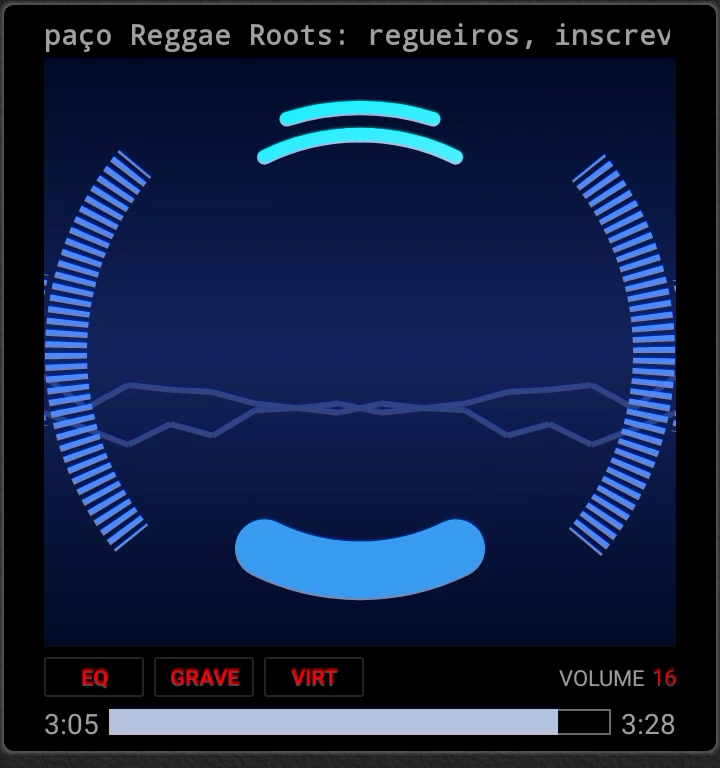 paço Reggae Roots: regueiros, inscrev
EQ GRAVE VIRT VOLUME 16
3:05 3:28